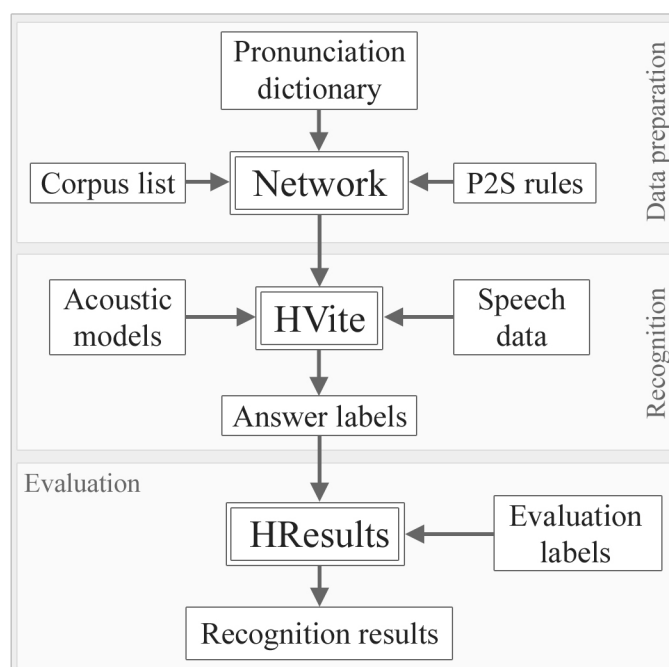 Pronunciation
dictionary
Data preparation
Corpus list
Network
P2S rules
Acoustic
models
HVite
Speech
data
Recognition
Answer labels
Evaluation
HResults
Evaluation
labels
Recognition results